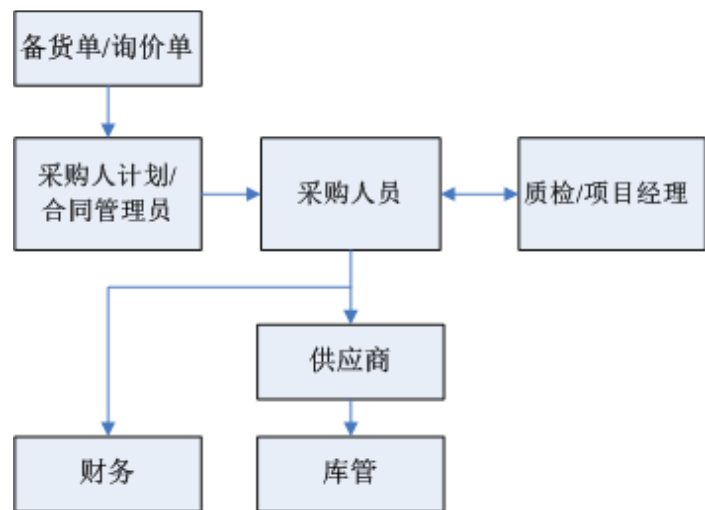 备货单/询价单
采购人计划/
合同管理员
采购人员
质检/项目经理
供应商
财务
库管